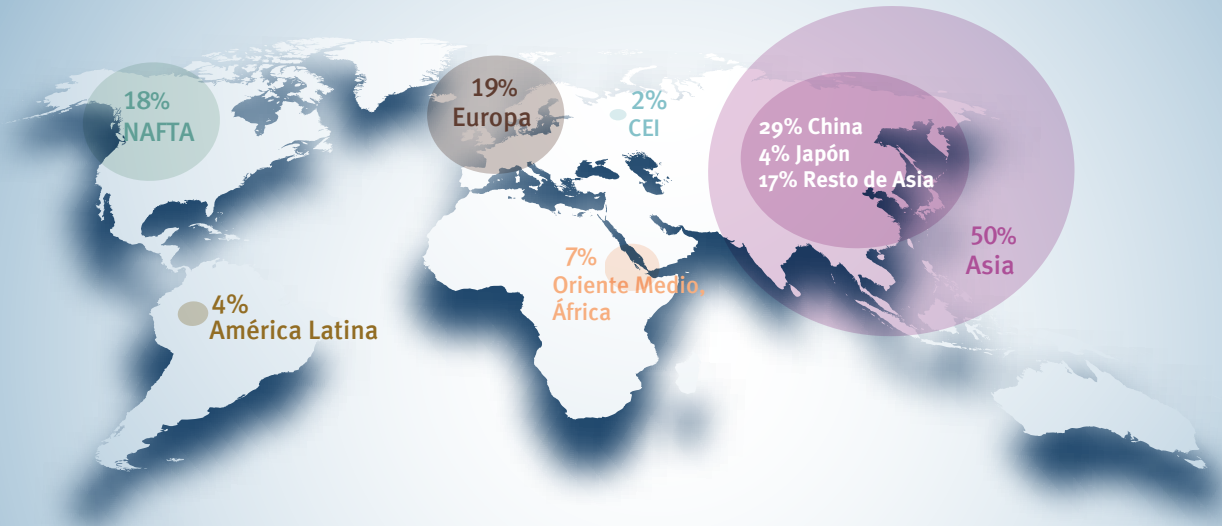 18%
NAFTA
19%
Europa
2%
CEI
29% China
4% Japón
17% Resto de Asia
50%
Asia
7%
Oriente Medio,
África
4%
América Latina